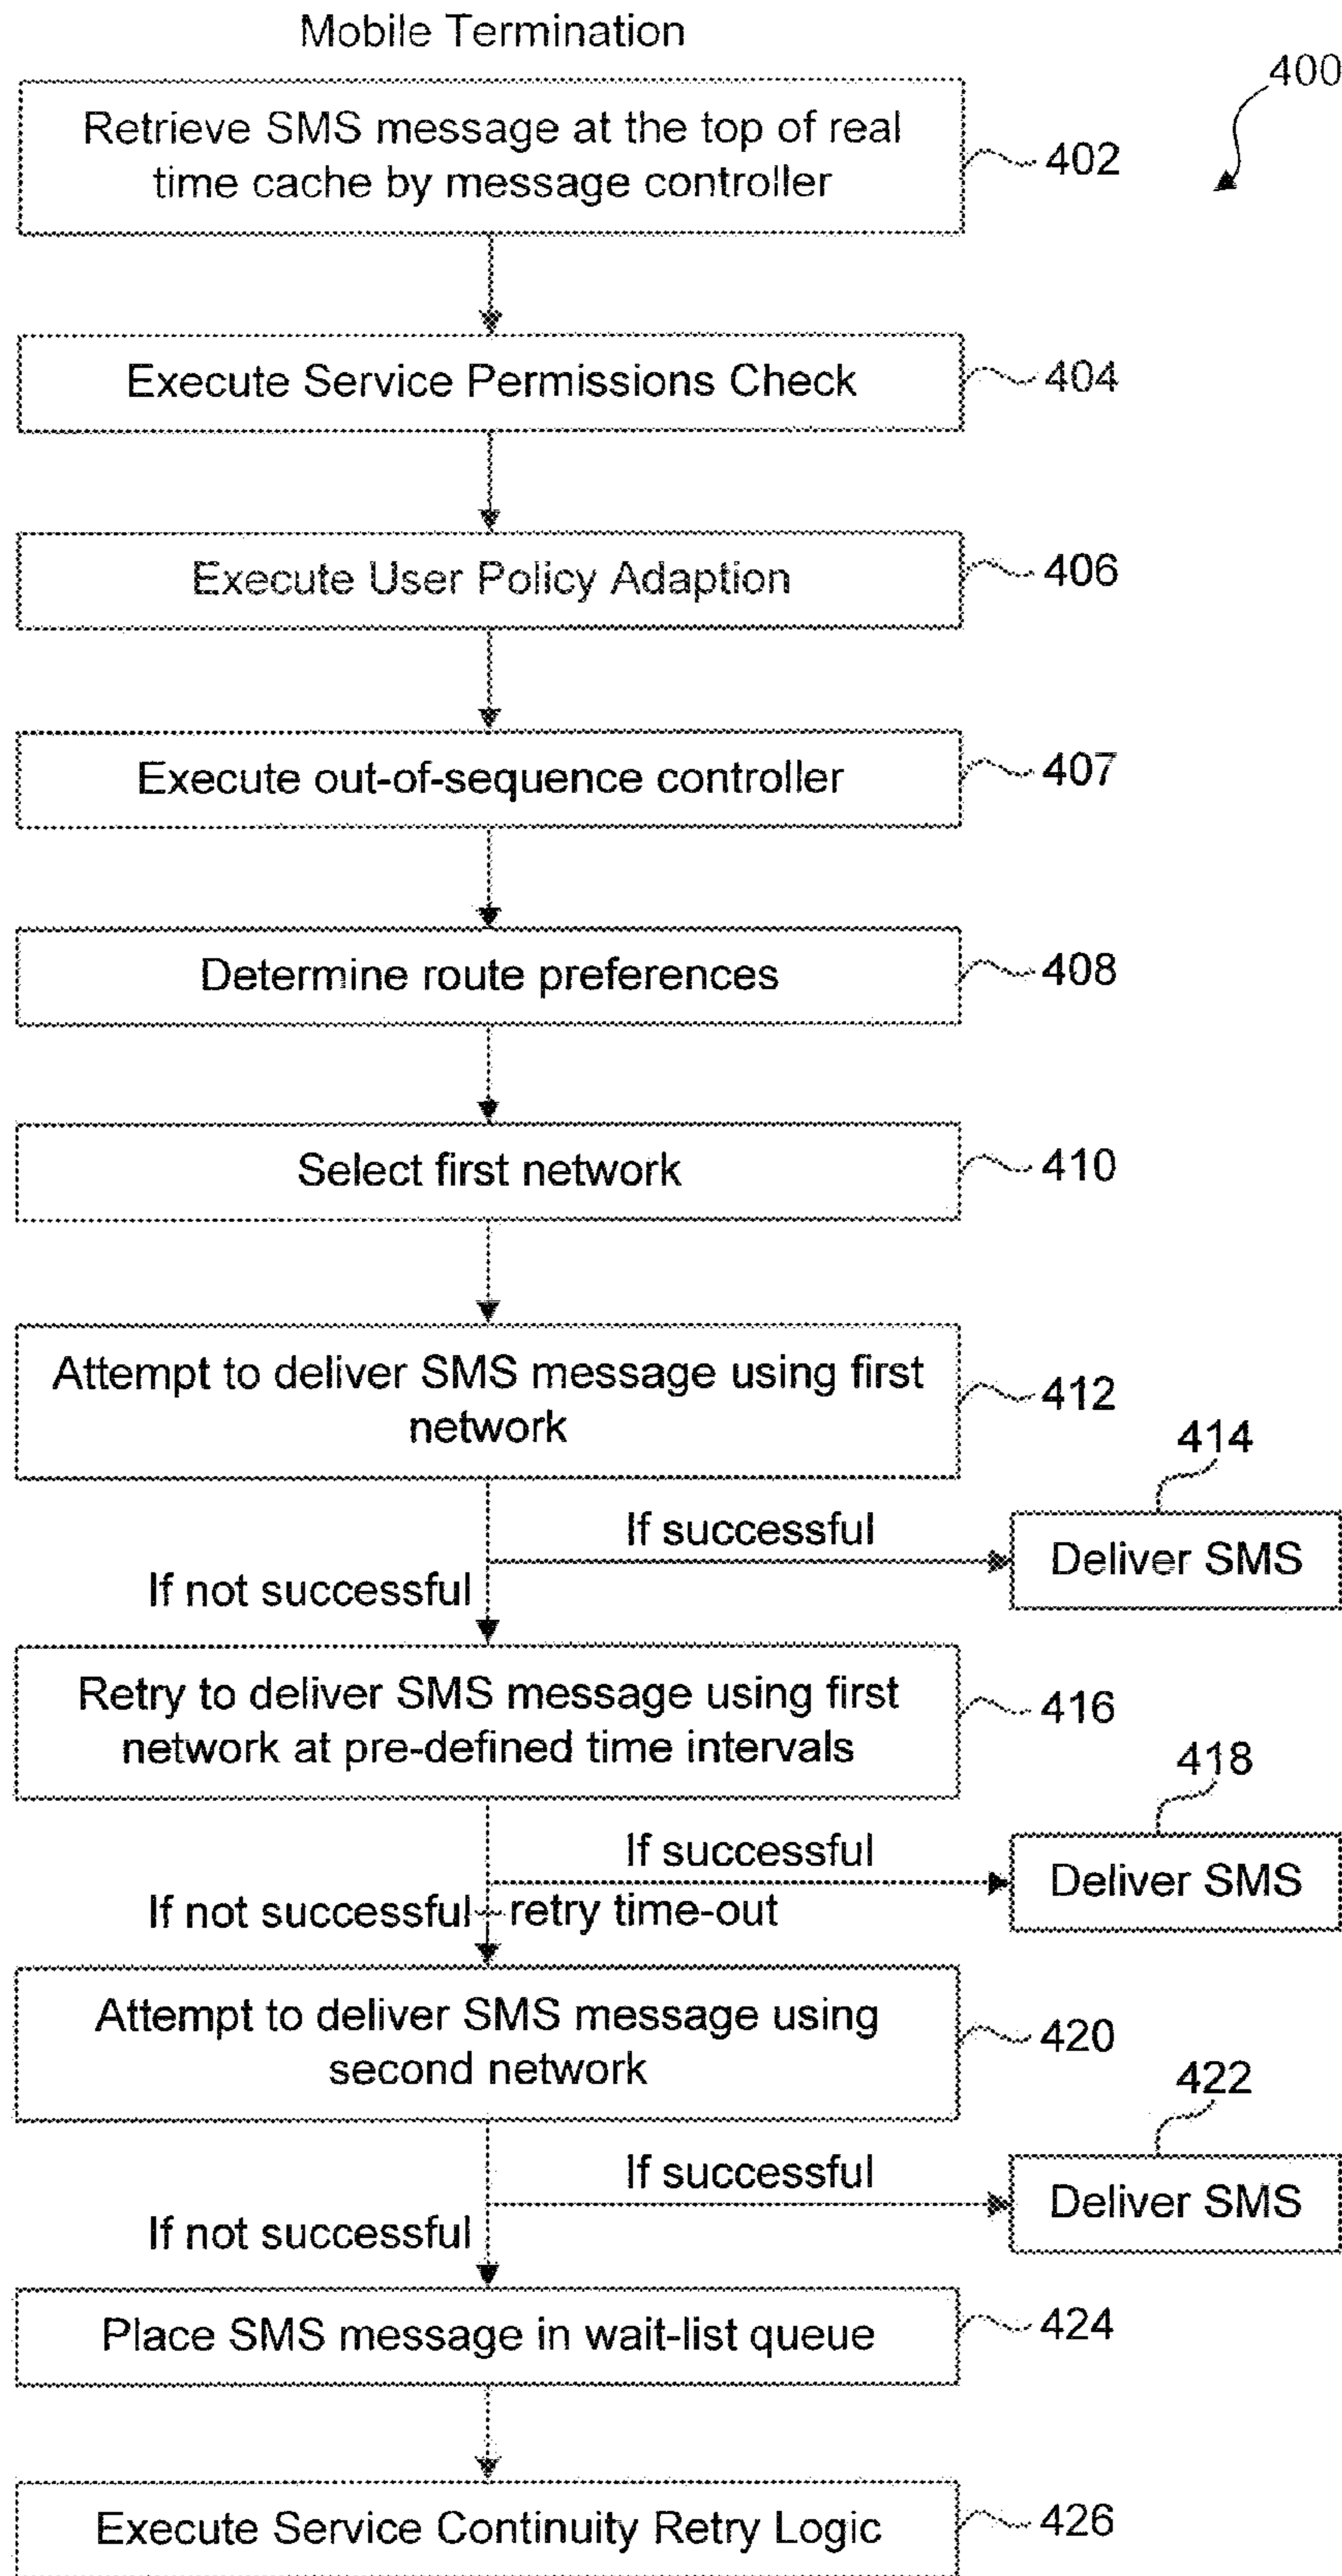 Mobile Termination
400
Retrieve SMS message at the top of real
time cache by message controller
402
Execute Service Permissions Check
404
Execute User Policy Adaption
406
Execute out-of-sequence controller
407
Determine route preferences
408
Select first network
410
Attempt to deliver SMS message using first
network
412
414
If successful
Deliver SMS
If not successful
Retry to deliver SMS message using first
network at pre-defined time intervals
416
418
If successful
Deliver SMS
If not successful
retry time-out
Attempt to deliver SMS message using
second network
420
422
If successful
Deliver SMS
If not successful
Place SMS message in wait-list queue
424
Execute Service Continuity Retry Logic
426